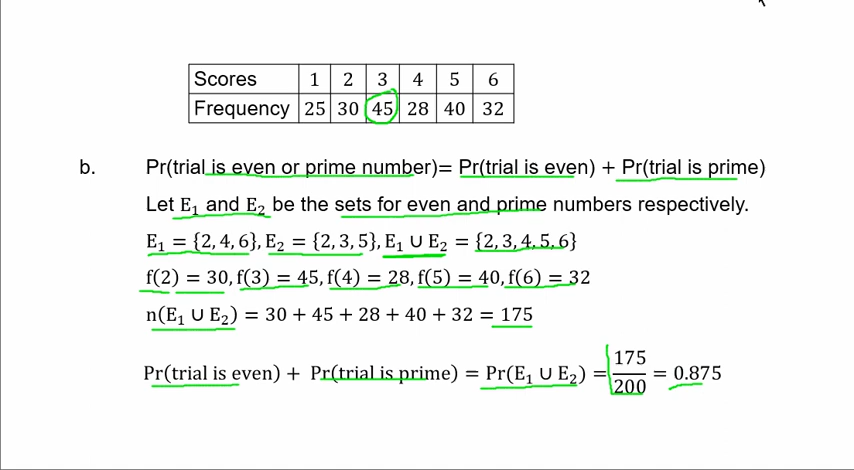 Scores 1 2 3 4 5 6
Frequency 25 30 45 28 40 32
b. Pr(trial is even or prime number)= Pr(trial is even) + Pr(trial is prime)
Let E₁ and E₂ be the sets for even and prime numbers respectively.
E₁ = {2, 4, 6}, E₂ = {2, 3, 5}, E₁ ∪ E₂ = {2, 3, 4, 5, 6}
f(2) = 30, f(3) = 45, f(4) = 28, f(5) = 40, f(6) = 32
n(E₁ ∪ E₂) = 30 + 45 + 28 + 40 + 32 = 175
Pr(trial is even) + Pr(trial is prime) = Pr(E₁ ∪ E₂) = 175/200 = 0.875